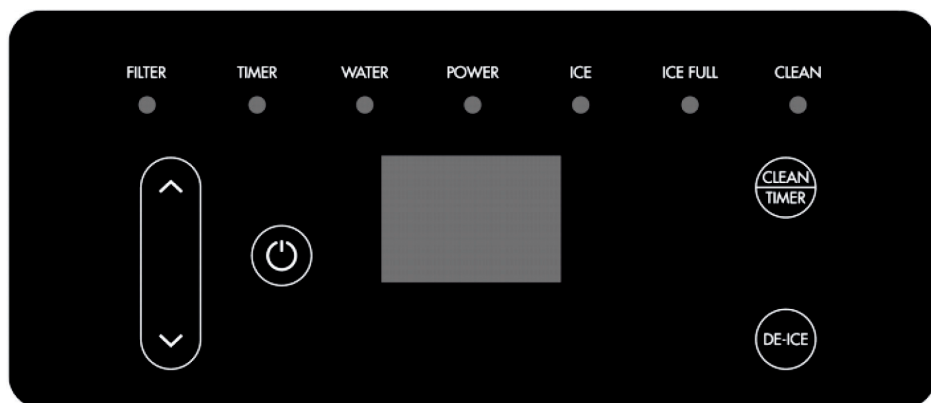 FILTER TIMER WATER POWER ICE ICE FULL CLEAN
CLEAN
TIMER
DE-ICE